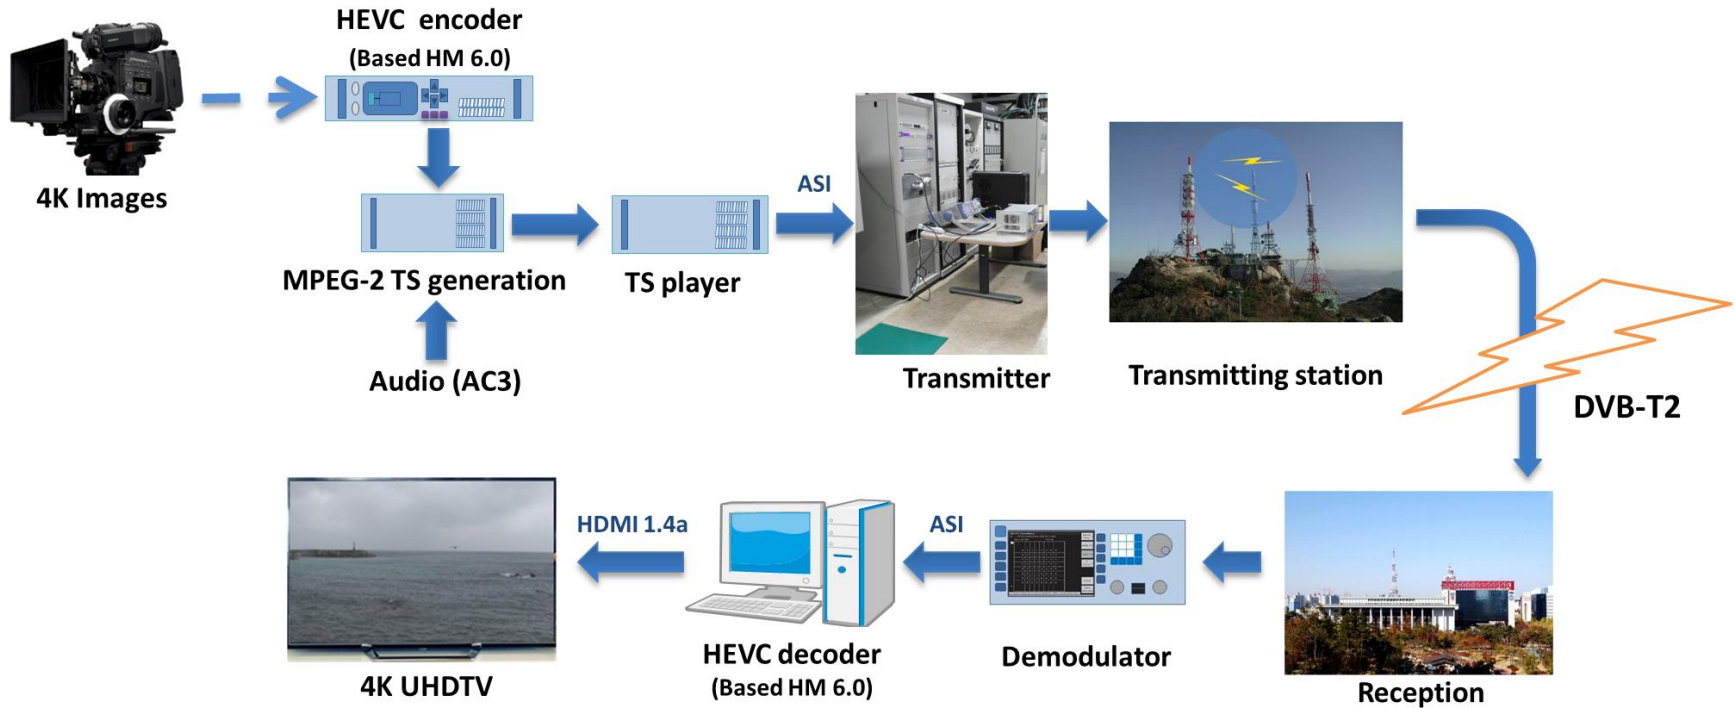 HEVC encoder
(Based HM 6.0)
4K Images
MPEG-2 TS generation
Audio (AC3)
TS player
ASI
Transmitter
Transmitting station
DVB-T2
Reception
Demodulator
ASI
HEVC decoder
(Based HM 6.0)
HDMI 1.4a
4K UHDTV